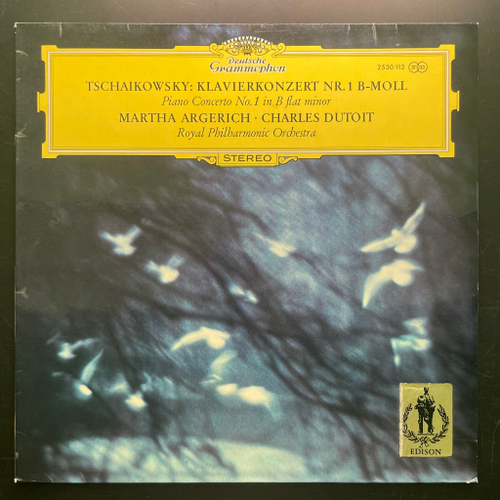 Deutsche
Grammophon
2530 112
TSCHAIKOWSKY: KLAVIERKONZERT NR. 1 B-MOLL
Piano Concerto No. 1 in B flat minor
MARTHA ARGERICH · CHARLES DUTOIT
Royal Philharmonic Orchestra
STEREO
EDISON